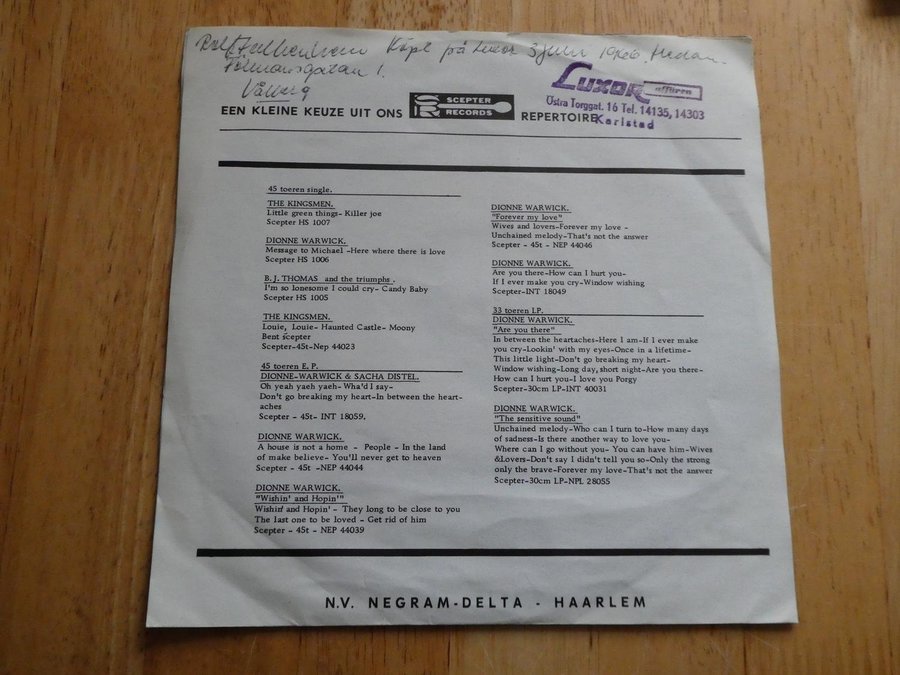 Köpt på Luxor 3 juli 1966
1.
Vålberg
LUXOR affären
Östra Torggat. 16 Tel. 14135, 14303
Karlstad
EEN KLEINE KEUZE UIT ONS SR SCEPTER RECORDS REPERTOIRE
45 toeren single.
THE KINGSMEN.
Little green things- Killer joe
Scepter HS 1007
DIONNE WARWICK.
Message to Michael -Here where there is love
Scepter HS 1006
B.J. THOMAS and the triumphs .
I'm so lonesome I could cry- Candy Baby
Scepter HS 1005
THE KINGSMEN.
Louie, Louie- Haunted Castle- Moony
Bent scepter
Scepter-45t-Nep 44023
45 toeren E.P.
DIONNE-WARWICK & SACHA DISTEL.
Oh yeah yaeh yaeh- Wha'd I say-
Don't go breaking my heart-In between the heart-
aches
Scepter - 45t- INT 18059.
DIONNE WARWICK.
A house is not a home - People - In the land
of make believe- You'll never get to heaven
Scepter - 45t -NEP 44044
DIONNE WARWICK.
"Wishin' and Hopin'"
Wishin' and Hopin' - They long to be close to you
The last one to be loved - Get rid of him
Scepter - 45t - NEP 44039
DIONNE WARWICK.
"Forever my love"
Wives and lovers-Forever my love -
Unchained melody-That's not the answer
Scepter - 45t - NEP 44046
DIONNE WARWICK.
Are you there-How can I hurt you-
If I ever make you cry-Window wishing
Scepter-INT 18049
33 toeren LP.
DIONNE WARWICK.
"Are you there"
In between the heartaches-Here I am-If I ever make
you cry-Lookin' with my eyes-Once in a lifetime-
This little light-Don't go breaking my heart-
Window wishing-Long day, short night-Are you there-
How can I hurt you-I love you Porgy
Scepter-30cm LP-INT 40031
DIONNE WARWICK.
"The sensitive sound"
Unchained melody-Who can I turn to-How many days
of sadness-Is there another way to love you-
Where can I go without you- You can have him-Wives
&Lovers-Don't say I didn't tell you so-Only the strong
only the brave-Forever my love-That's not the answer
Scepter-30cm LP-NPL 28055
N.V. NEGRAM-DELTA - HAARLEM